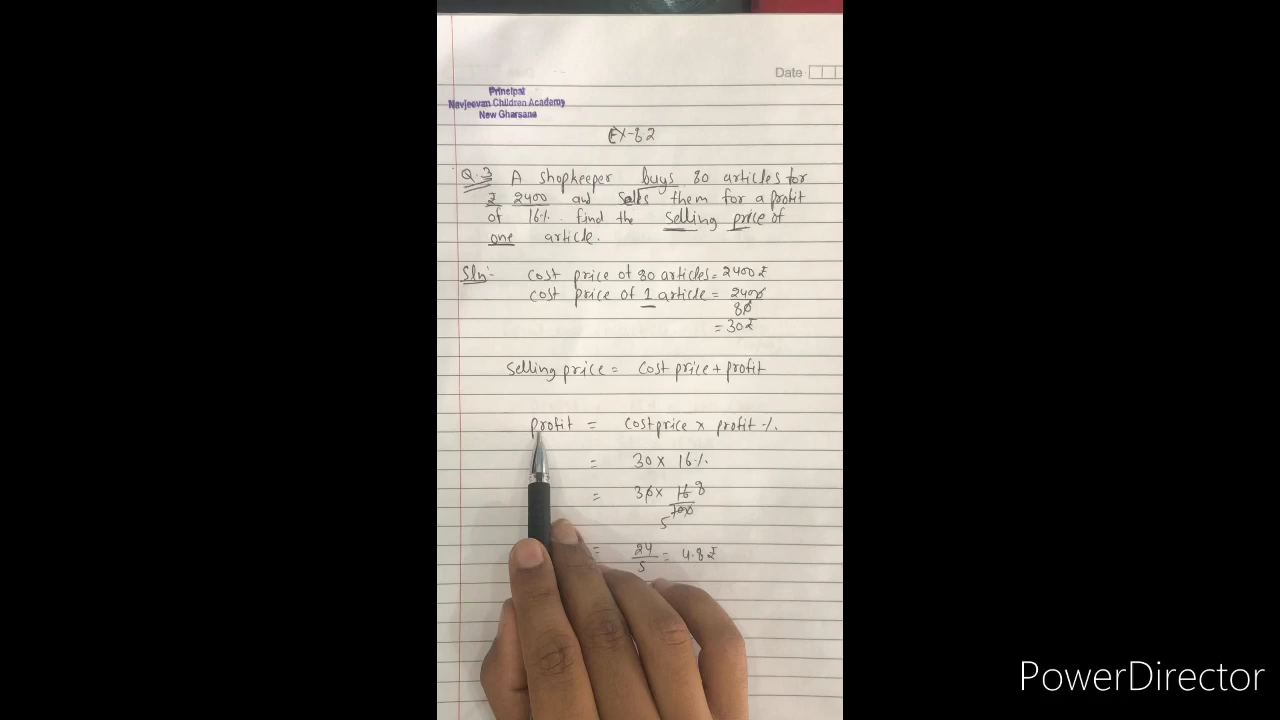 Date
Principal
Navjeevan Children Academy
New Gharsana
EX-8.2
Q.3 A shopkeeper buys 80 articles for
₹ 2400 and sales them for a profit
of 16%. find the selling price of
one article.
Sln:- cost price of 80 articles = 2400 ₹
cost price of 1 article = 2400
80
= 30 ₹
selling price = cost price + profit
profit = cost price x profit %.
= 30 x 16%
= 30 x 16 8
100
5
= 24 = 4.8 ₹
5
PowerDirector